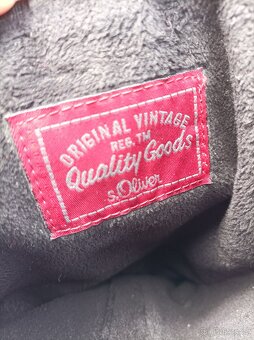 ORIGINAL VINTAGE
REG. TM
Quality Goods
s.Oliver